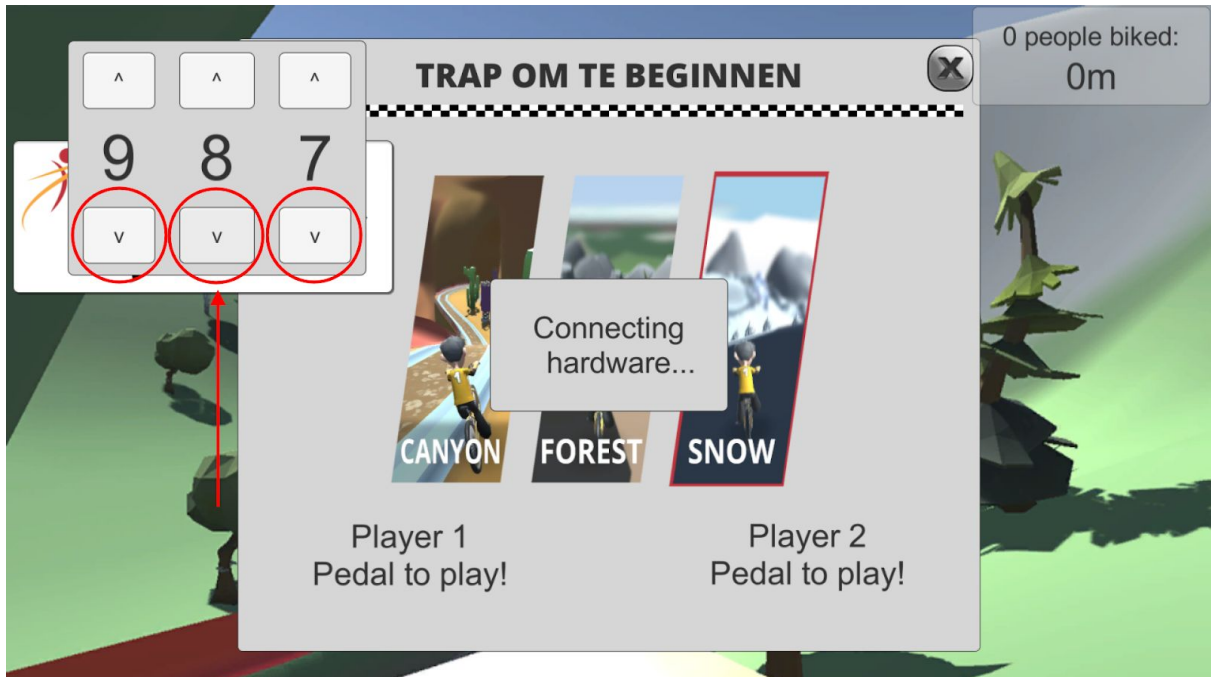 0 people biked:
0m
TRAP OM TE BEGINNEN
X
^ ^ ^
9 8 7
v v v
Connecting
hardware...
CANYON
FOREST
SNOW
Player 1
Pedal to play!
Player 2
Pedal to play!